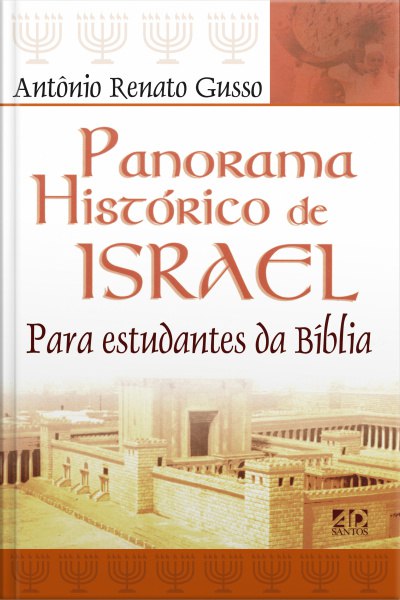 Antônio Renato Gusso
Panorama
Histórico de
ISRAEL
Para estudantes da Bíblia
AD
SANTOS